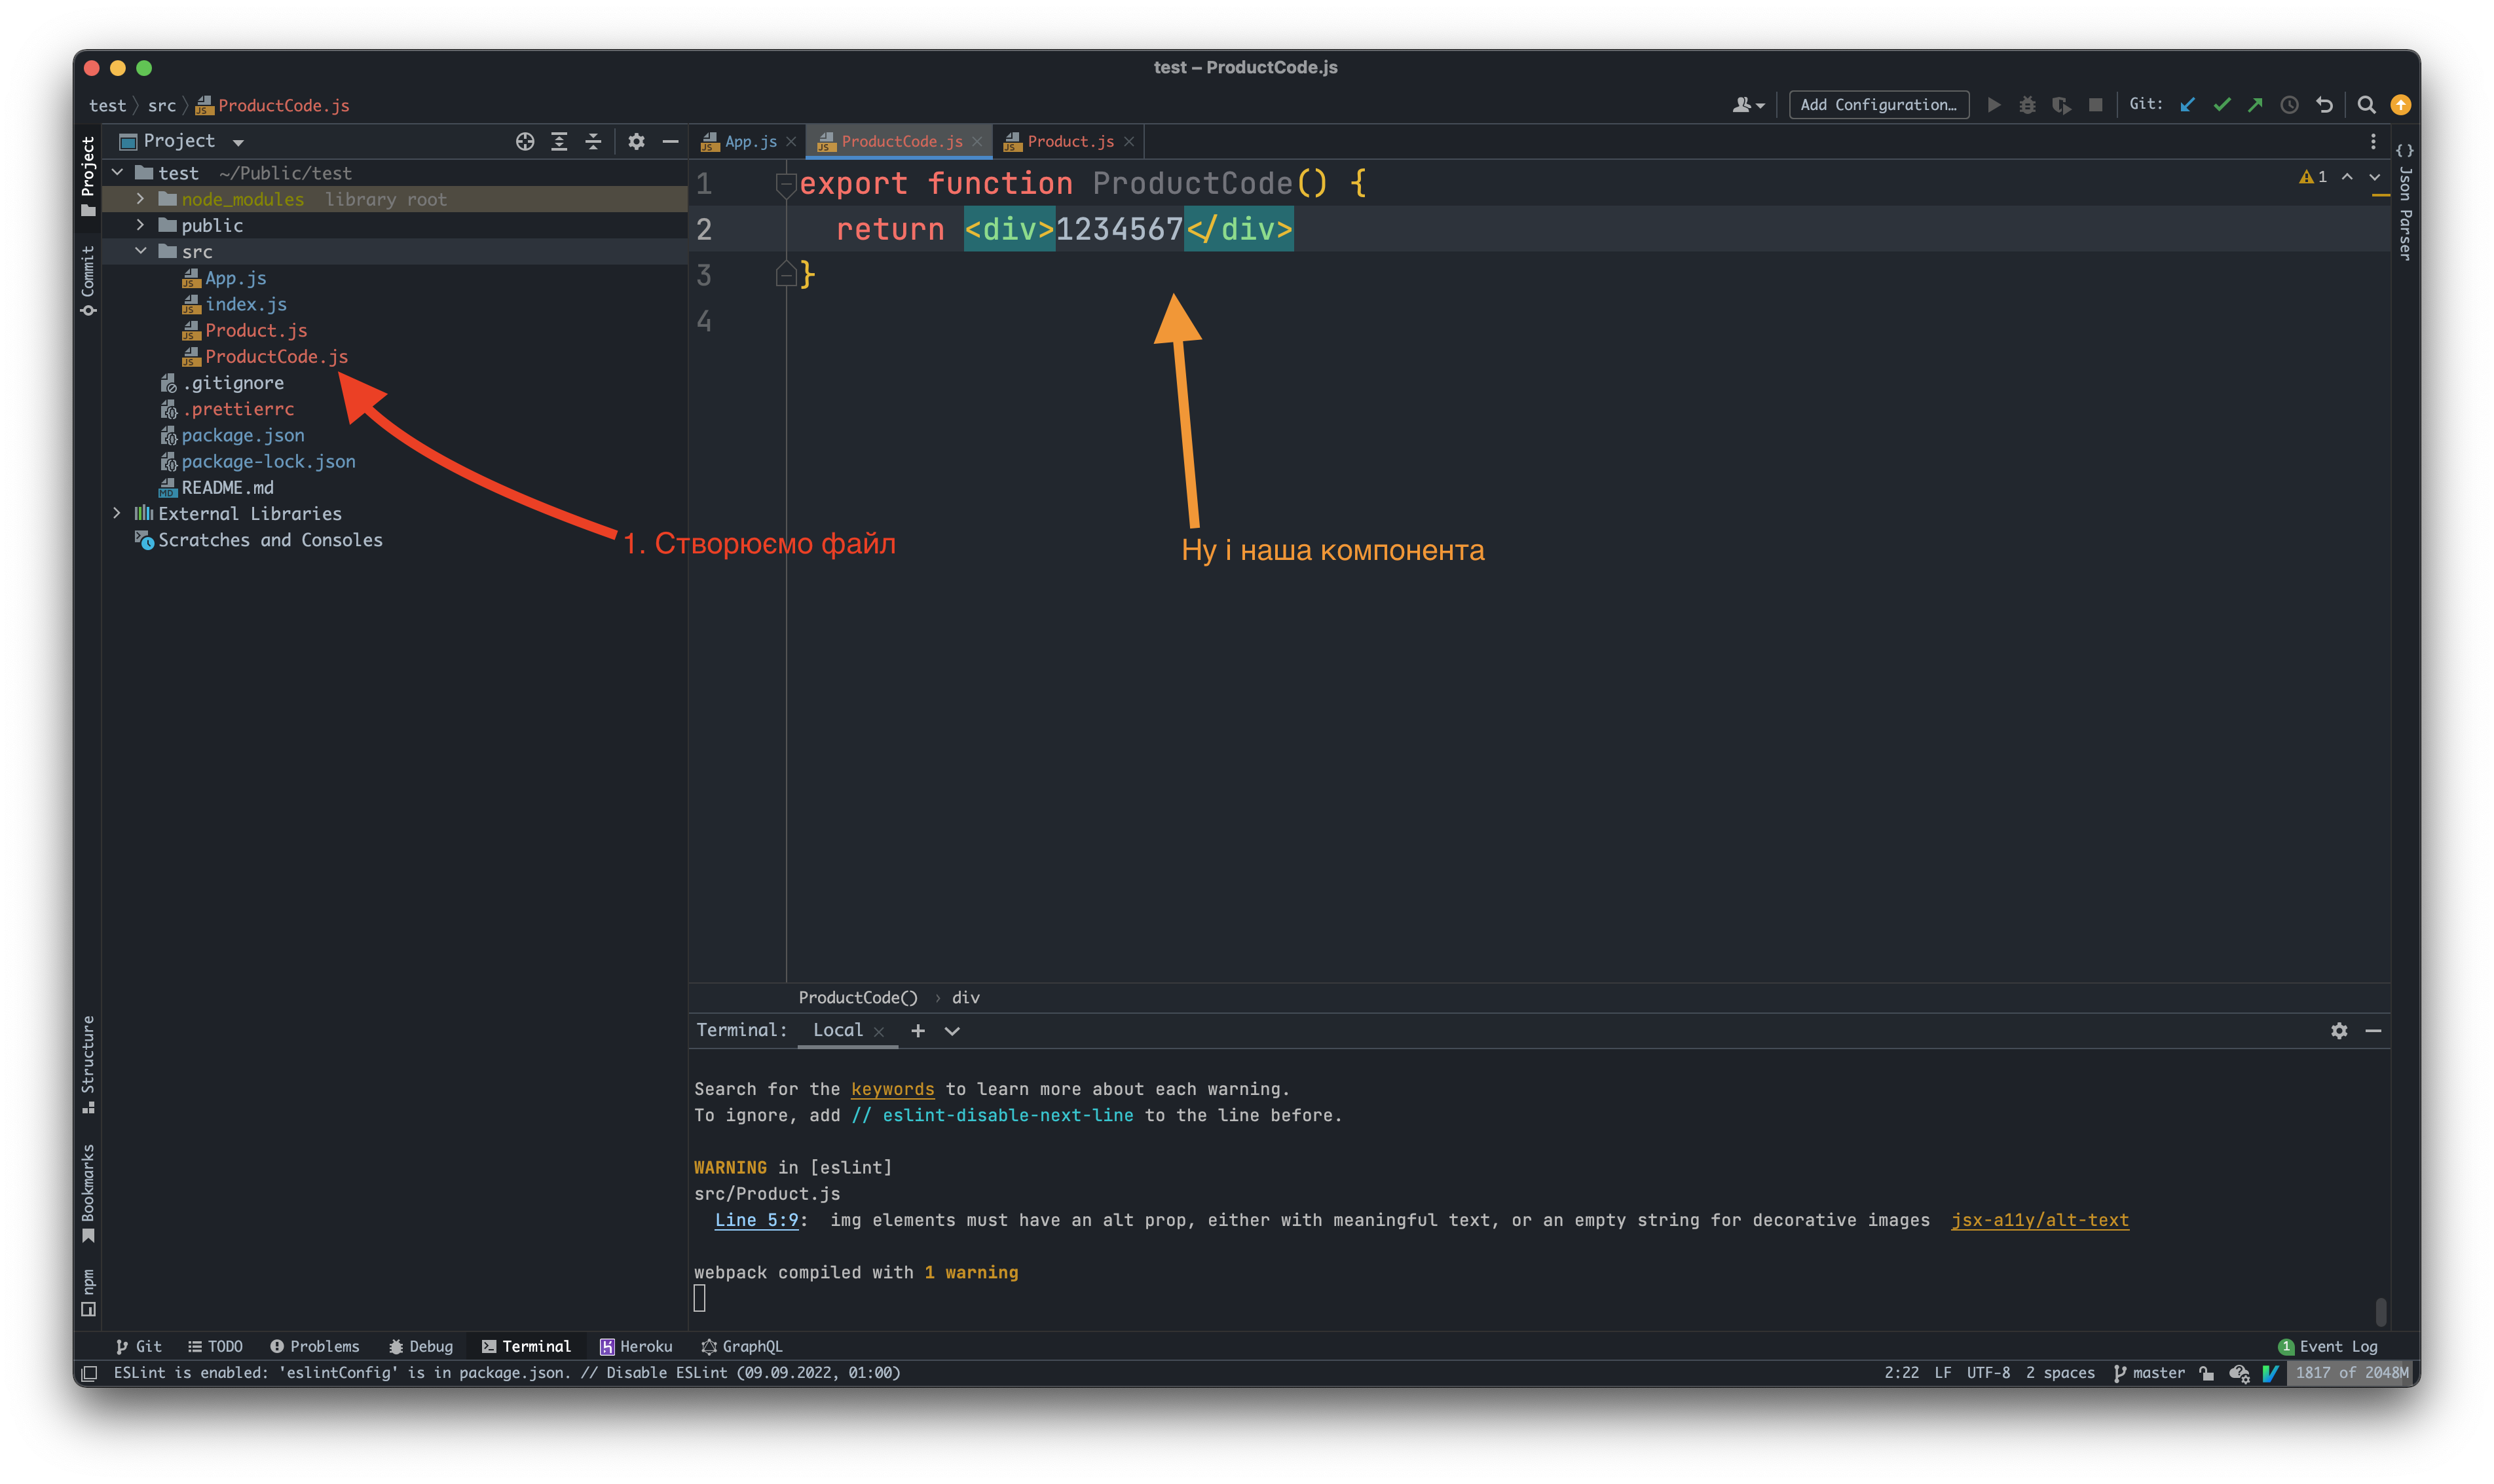 test – ProductCode.js
test src ProductCode.js
Add Configuration... Git:
Project
Commit
Structure
Bookmarks
npm
Project
test ~/Public/test
node_modules library root
public
src
App.js
index.js
Product.js
ProductCode.js
.gitignore
.prettierrc
package.json
package-lock.json
README.md
External Libraries
Scratches and Consoles
1. Створюємо файл
App.js ProductCode.js Product.js
1 export function ProductCode() {
2 return <div>1234567</div>
3 }
4
1
Json Parser
Ну і наша компонента
ProductCode() › div
Terminal: Local
Search for the keywords to learn more about each warning.
To ignore, add // eslint-disable-next-line to the line before.
WARNING in [eslint]
src/Product.js
Line 5:9: img elements must have an alt prop, either with meaningful text, or an empty string for decorative images jsx-a11y/alt-text
webpack compiled with 1 warning
Git TODO Problems Debug Terminal Heroku GraphQL 1 Event Log
ESLint is enabled: 'eslintConfig' is in package.json. // Disable ESLint (09.09.2022, 01:00) 2:22 LF UTF-8 2 spaces master 1817 of 2048M